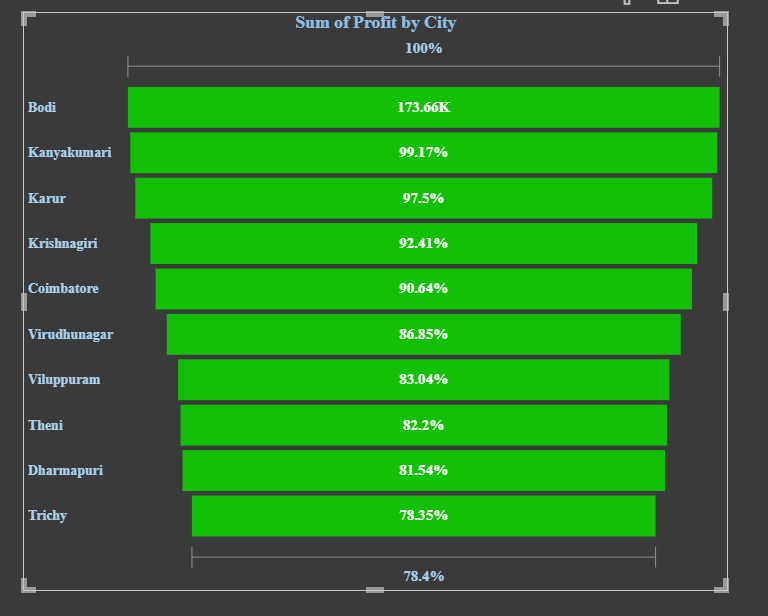 Sum of Profit by City
100%
Bodi 173.66K
Kanyakumari 99.17%
Karur 97.5%
Krishnagiri 92.41%
Coimbatore 90.64%
Virudhunagar 86.85%
Viluppuram 83.04%
Theni 82.2%
Dharmapuri 81.54%
Trichy 78.35%
78.4%